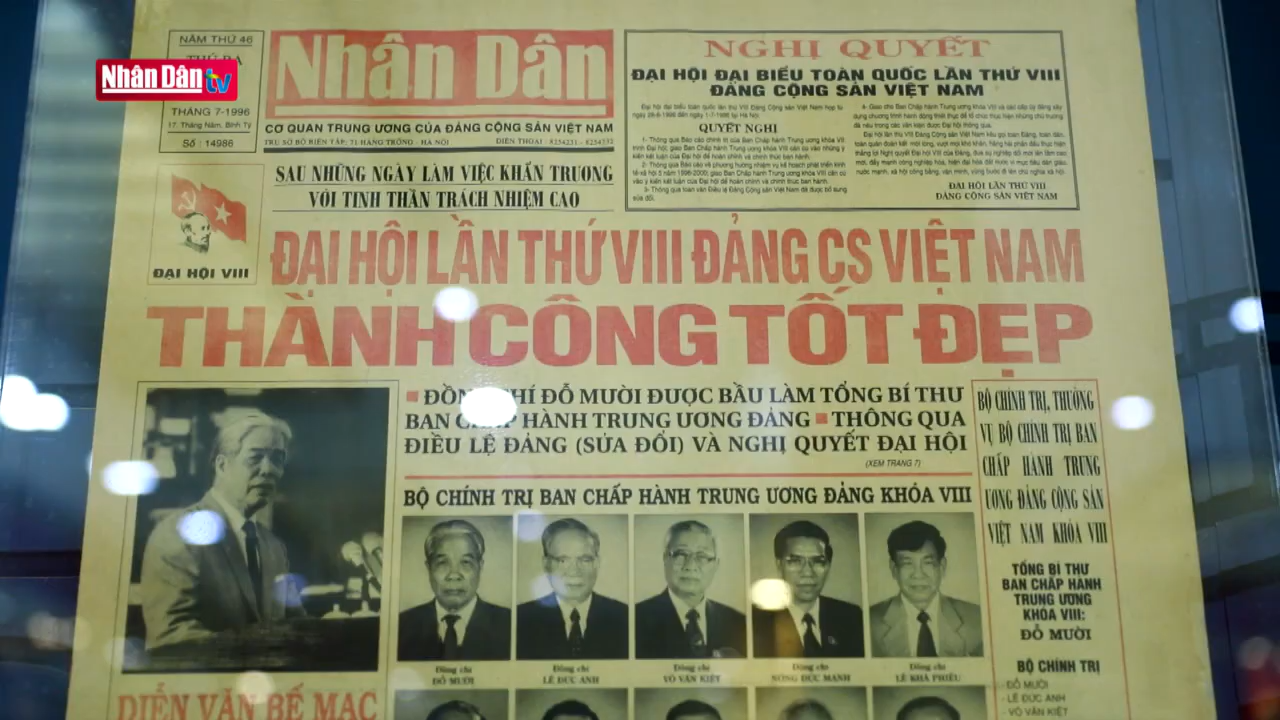 NĂM THỨ 46
Nhân Dân tv
THÁNG 7-1996
17. Tháng Năm, Bính Tý
Số : 14986
Nhân Dân
CƠ QUAN TRUNG ƯƠNG CỦA ĐẢNG CỘNG SẢN VIỆT NAM
TRỤ SỞ BỘ BIÊN TẬP: 71 HÀNG TRỐNG - HÀ NỘI ĐIỆN THOẠI : 8254231 - 8254232
NGHỊ QUYẾT
ĐẠI HỘI ĐẠI BIỂU TOÀN QUỐC LẦN THỨ VIII
ĐẢNG CỘNG SẢN VIỆT NAM
QUYẾT NGHỊ
ĐẠI HỘI LẦN THỨ VIII
ĐẢNG CỘNG SẢN VIỆT NAM
SAU NHỮNG NGÀY LÀM VIỆC KHẨN TRƯƠNG
VỚI TINH THẦN TRÁCH NHIỆM CAO
ĐẠI HỘI VIII
ĐẠI HỘI LẦN THỨ VIII ĐẢNG CS VIỆT NAM
THÀNH CÔNG TỐT ĐẸP
ĐỒNG CHÍ ĐỖ MƯỜI ĐƯỢC BẦU LÀM TỔNG BÍ THƯ
BAN CHẤP HÀNH TRUNG ƯƠNG ĐẢNG THÔNG QUA
ĐIỀU LỆ ĐẢNG (SỬA ĐỔI) VÀ NGHỊ QUYẾT ĐẠI HỘI
(XEM TRANG 7)
BỘ CHÍNH TRỊ BAN CHẤP HÀNH TRUNG ƯƠNG ĐẢNG KHÓA VIII
Đồng chí
ĐỖ MƯỜI
Đồng chí
LÊ ĐỨC ANH
Đồng chí
VÕ VĂN KIỆT
Đồng chí
NÔNG ĐỨC MẠNH
Đồng chí
LÊ KHẢ PHIÊU
BỘ CHÍNH TRỊ, THƯỜNG
VỤ BỘ CHÍNH TRỊ BAN
CHẤP HÀNH TRUNG
ƯƠNG ĐẢNG CỘNG SẢN
VIỆT NAM KHÓA VIII
TỔNG BÍ THƯ
BAN CHẤP HÀNH
TRUNG ƯƠNG
KHÓA VIII:
ĐỖ MƯỜI
BỘ CHÍNH TRỊ
- ĐỖ MƯỜI
- LÊ ĐỨC ANH
- VÕ VĂN KIỆT
DIỄN VĂN BẾ MẠC